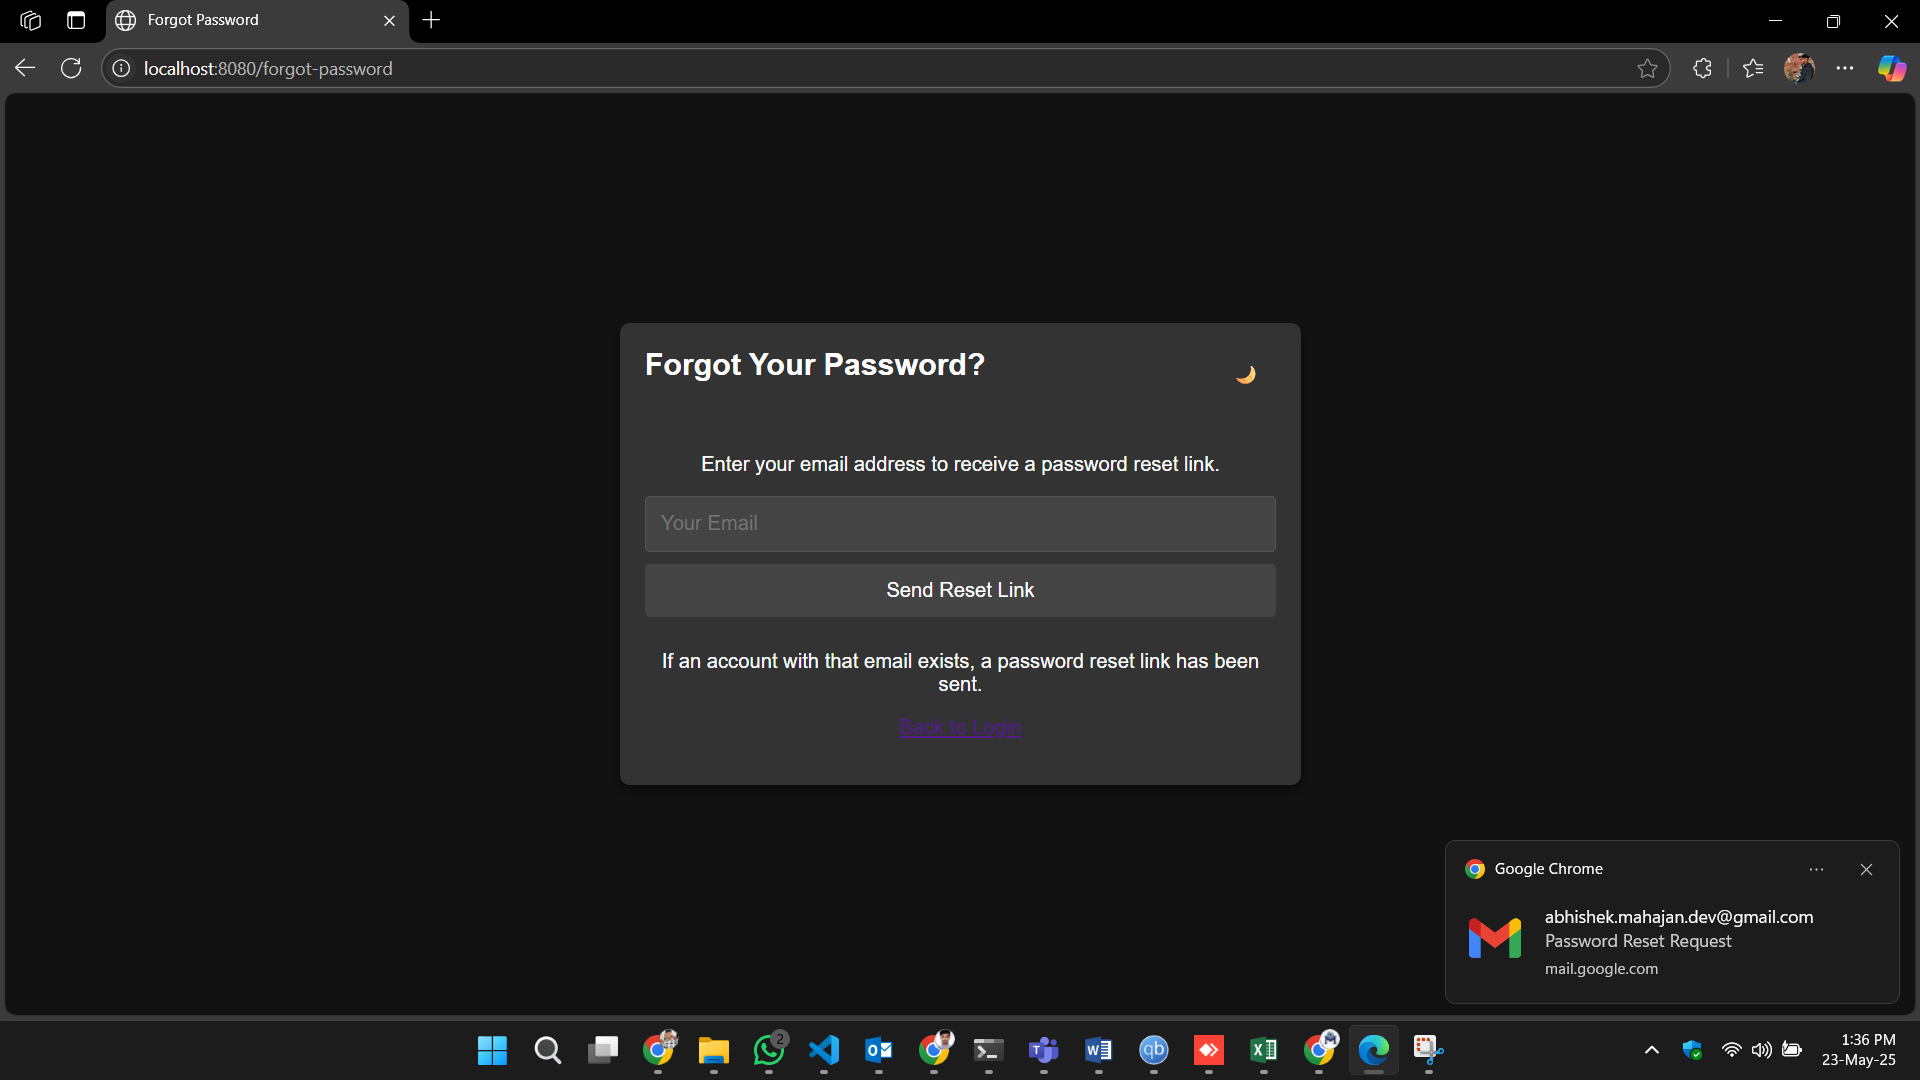 Forgot Password
localhost:8080/forgot-password
Forgot Your Password?
Enter your email address to receive a password reset link.
Your Email
Send Reset Link
If an account with that email exists, a password reset link has been
sent.
Back to Login
Google Chrome
abhishek.mahajan.dev@gmail.com
Password Reset Request
mail.google.com
2
qb
1:36 PM
23-May-25